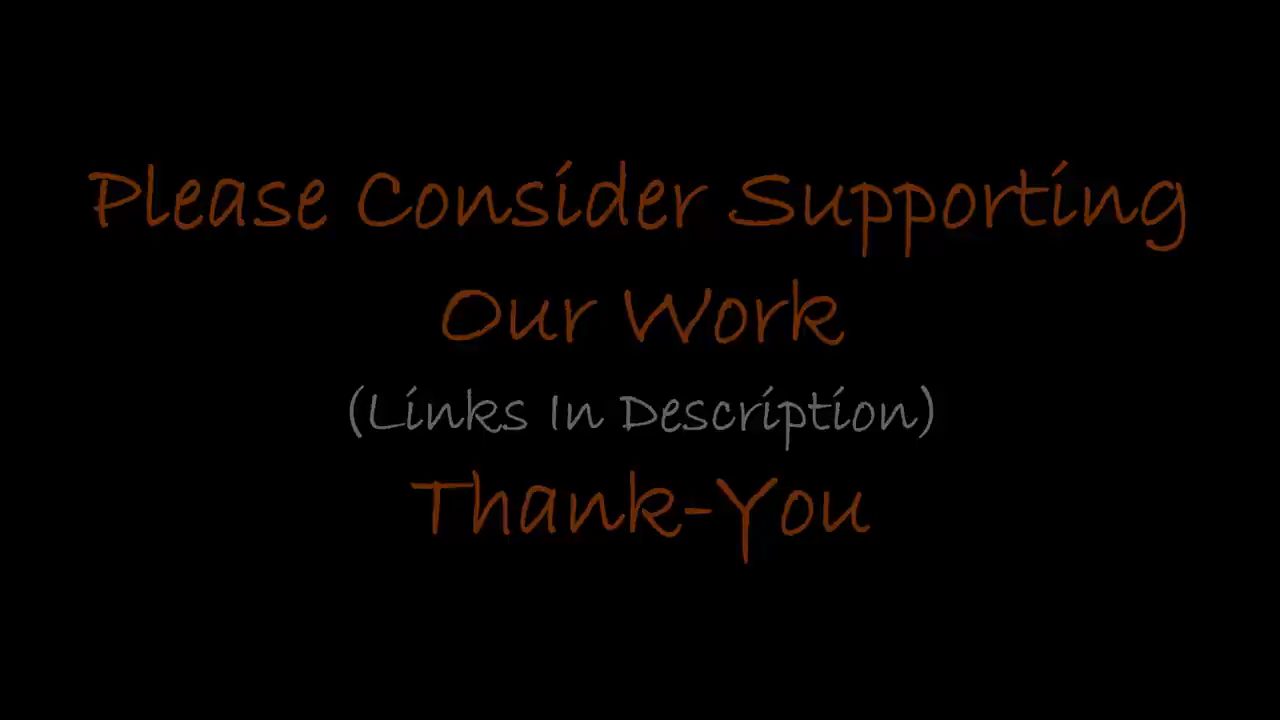 Please Consider Supporting
Our Work
(Links In Description)
Thank-You